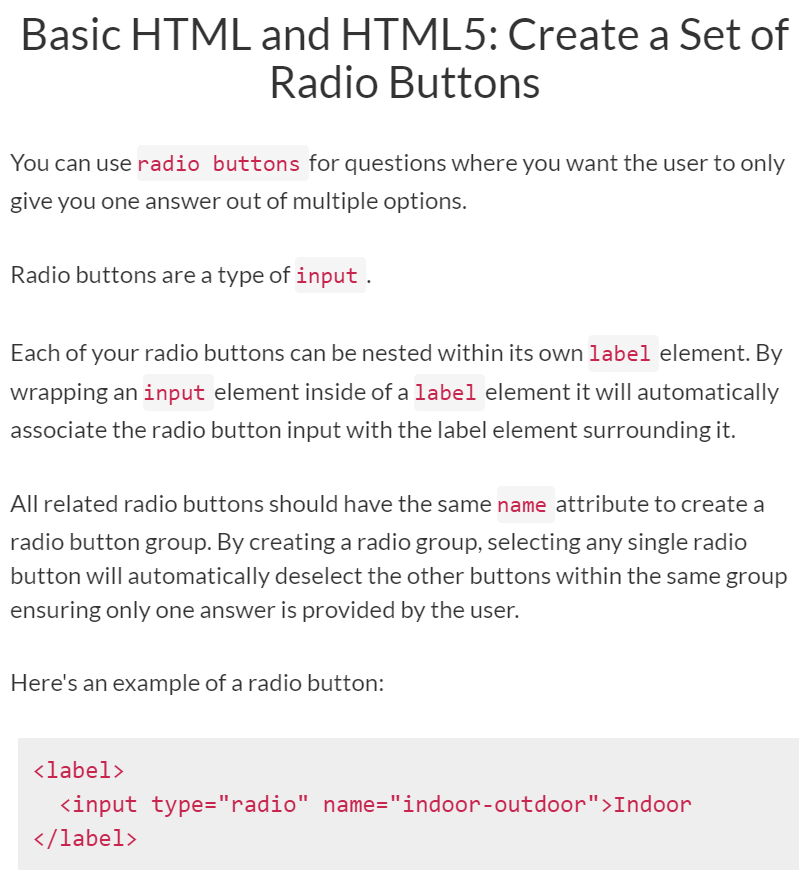 Basic HTML and HTML5: Create a Set of
Radio Buttons
You can use radio buttons for questions where you want the user to only
give you one answer out of multiple options.
Radio buttons are a type of input .
Each of your radio buttons can be nested within its own label element. By
wrapping an input element inside of a label element it will automatically
associate the radio button input with the label element surrounding it.
All related radio buttons should have the same name attribute to create a
radio button group. By creating a radio group, selecting any single radio
button will automatically deselect the other buttons within the same group
ensuring only one answer is provided by the user.
Here's an example of a radio button:
<label>
  <input type="radio" name="indoor-outdoor">Indoor
</label>